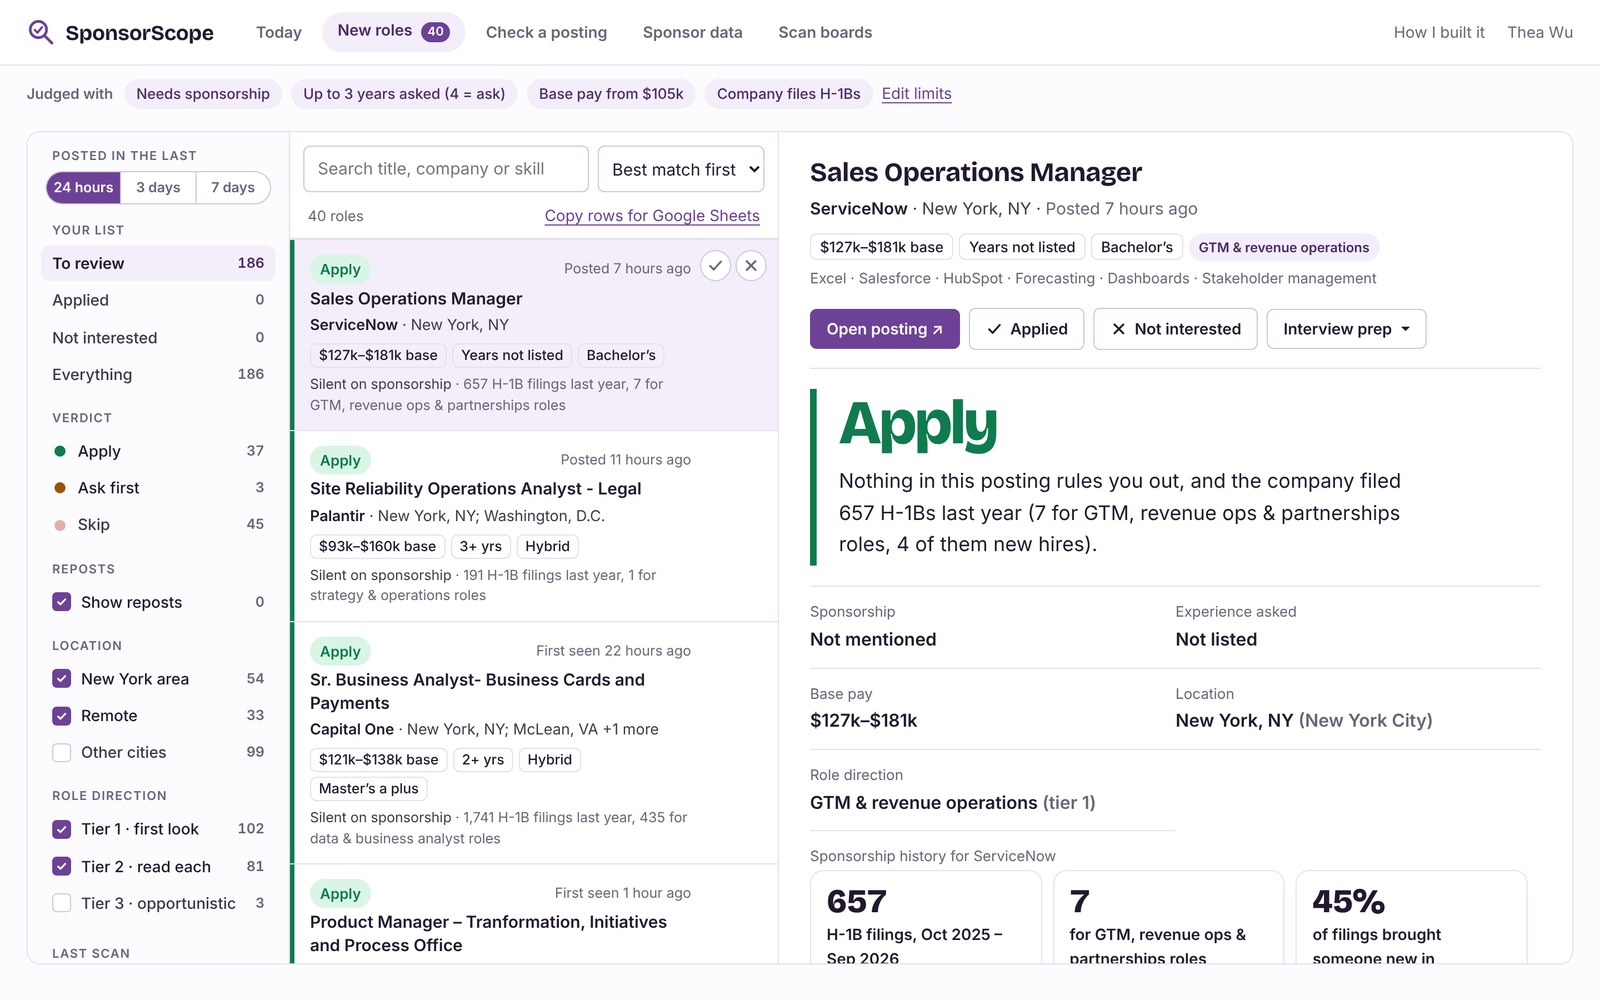 SponsorScope
Today
New roles 40
Check a posting
Sponsor data
Scan boards
How I built it
Thea Wu
Judged with
Needs sponsorship
Up to 3 years asked (4 = ask)
Base pay from $105k
Company files H-1Bs
Edit limits
POSTED IN THE LAST
24 hours
3 days
7 days
YOUR LIST
To review 186
Applied 0
Not interested 0
Everything 186
VERDICT
Apply 37
Ask first 3
Skip 45
REPOSTS
Show reposts 0
LOCATION
New York area 54
Remote 33
Other cities 99
ROLE DIRECTION
Tier 1 · first look 102
Tier 2 · read each 81
Tier 3 · opportunistic 3
LAST SCAN
Search title, company or skill
Best match first
40 roles
Copy rows for Google Sheets
Apply
Posted 7 hours ago
Sales Operations Manager
ServiceNow · New York, NY
$127k–$181k base
Years not listed
Bachelor’s
Silent on sponsorship · 657 H-1B filings last year, 7 for
GTM, revenue ops & partnerships roles
Apply
Posted 11 hours ago
Site Reliability Operations Analyst - Legal
Palantir · New York, NY; Washington, D.C.
$93k–$160k base
3+ yrs
Hybrid
Silent on sponsorship · 191 H-1B filings last year, 1 for
strategy & operations roles
Apply
First seen 22 hours ago
Sr. Business Analyst- Business Cards and
Payments
Capital One · New York, NY; McLean, VA +1 more
$121k–$138k base
2+ yrs
Hybrid
Master’s a plus
Silent on sponsorship · 1,741 H-1B filings last year, 435 for
data & business analyst roles
Apply
First seen 1 hour ago
Product Manager – Tranformation, Initiatives
and Process Office
Sales Operations Manager
ServiceNow · New York, NY · Posted 7 hours ago
$127k–$181k base
Years not listed
Bachelor’s
GTM & revenue operations
Excel · Salesforce · HubSpot · Forecasting · Dashboards · Stakeholder management
Open posting ↗
Applied
Not interested
Interview prep
Apply
Nothing in this posting rules you out, and the company filed
657 H-1Bs last year (7 for GTM, revenue ops & partnerships
roles, 4 of them new hires).
Sponsorship
Not mentioned
Experience asked
Not listed
Base pay
$127k–$181k
Location
New York, NY (New York City)
Role direction
GTM & revenue operations (tier 1)
Sponsorship history for ServiceNow
657
H-1B filings, Oct 2025 –
Sep 2026
7
for GTM, revenue ops &
partnerships roles
45%
of filings brought
someone new in